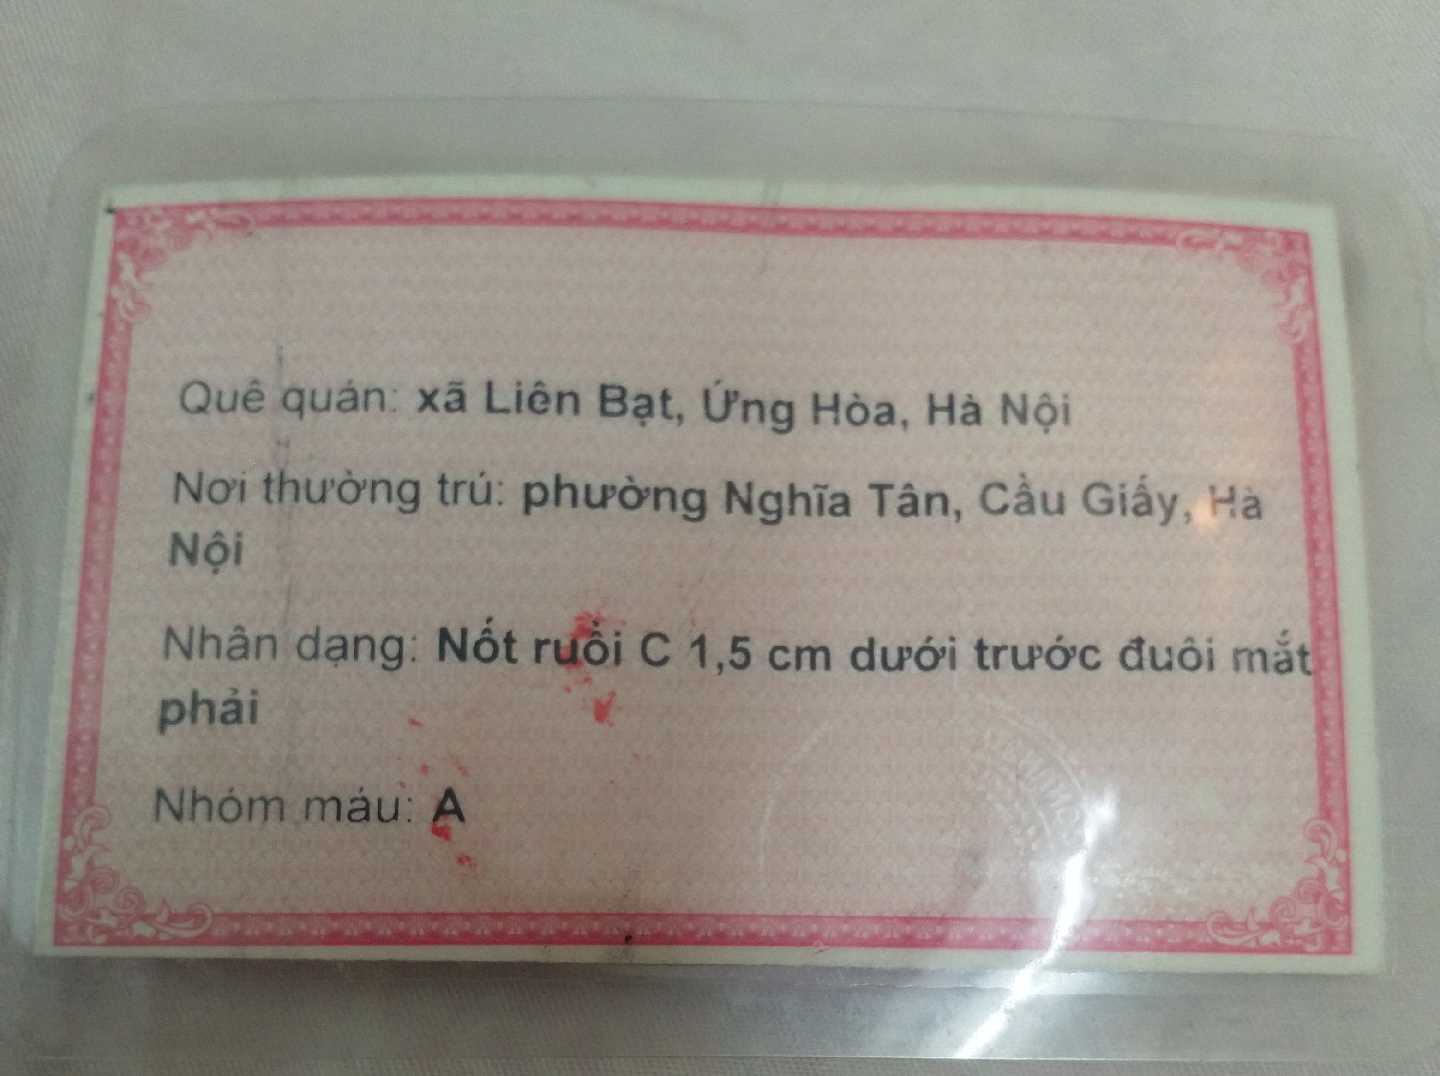 Quê quán: xã Liên Bạt, Ứng Hòa, Hà Nội
Nơi thường trú: phường Nghĩa Tân, Cầu Giấy, Hà
Nội
Nhân dạng: Nốt ruồi C 1,5 cm dưới trước đuôi mắt
phải
Nhóm máu: A